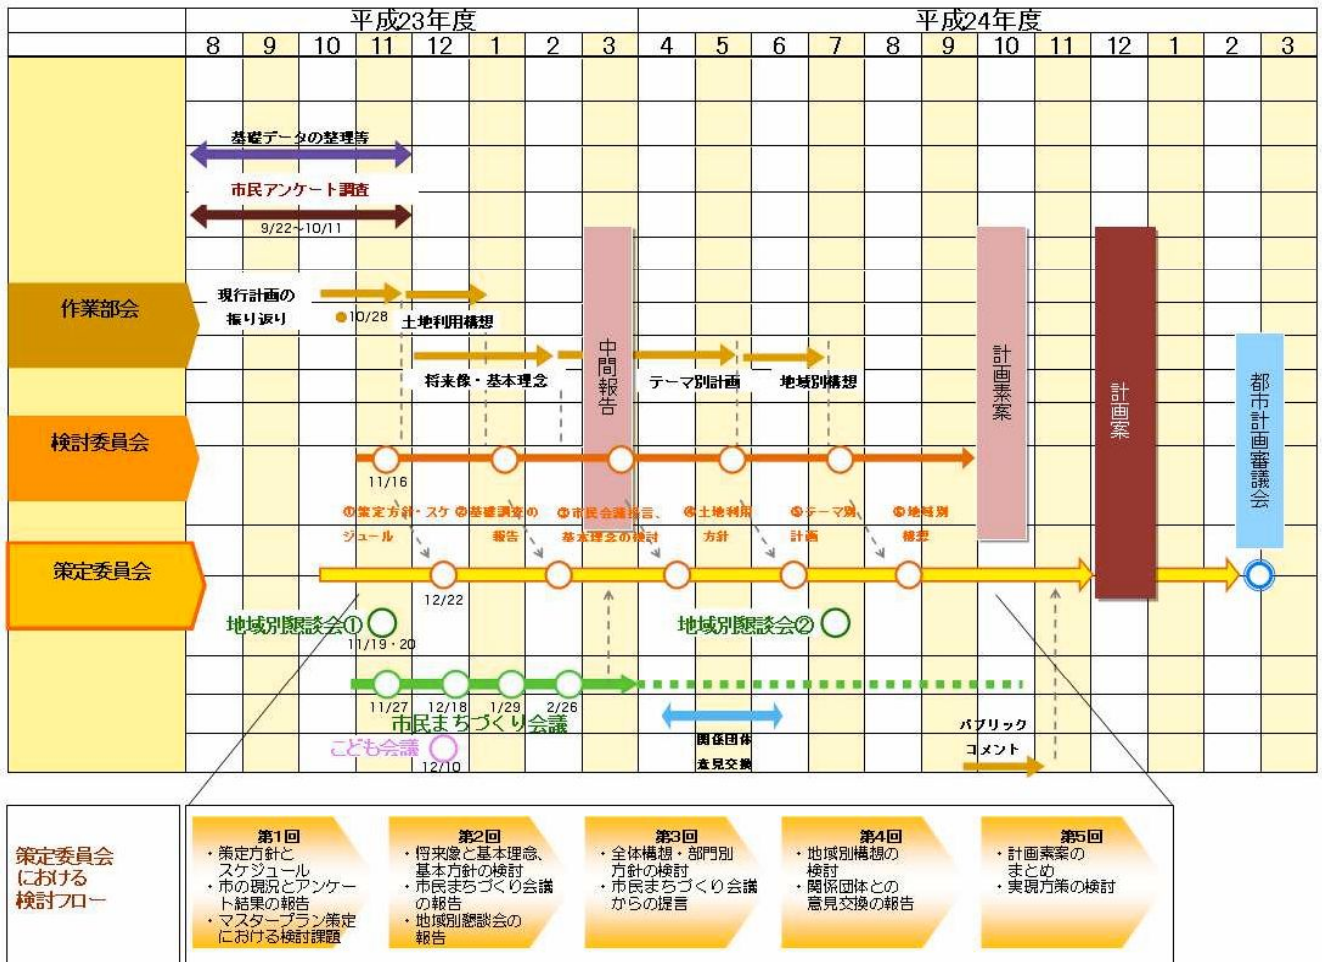 平成23年度
平成24年度
8 9 10 11 12 1 2 3 4 5 6 7 8 9 10 11 12 1 2 3
基礎データの整理等
市民アンケート調査
9/22~10/11
作業部会
現行計画の
振り返り
10/28
土地利用構想
将来像・基本理念
テーマ別計画
地域別構想
中間報告
計画素案
計画案
都市計画審議会
検討委員会
11/16
①策定方針・スケ
ジュール
②基礎調査の
報告
③市民会議提言、
基本理念の検討
④土地利用
方針
⑤テーマ別
計画
⑥地域別
構想
策定委員会
12/22
地域別懇談会①
11/19・20
地域別懇談会②
11/27 12/18 1/29 2/26
市民まちづくり会議
こども会議
12/10
関係団体
意見交換
パブリック
コメント
策定委員会
における
検討フロー
第1回
・策定方針と
スケジュール
・市の現況とアンケー
ト結果の報告
・マスタープラン策定
における検討課題
第2回
・将来像と基本理念、
基本方針の検討
・市民まちづくり会議
の報告
・地域別懇談会の
報告
第3回
・全体構想・部門別
方針の検討
・市民まちづくり会議
からの提言
第4回
・地域別構想の
検討
・関係団体との
意見交換の報告
第5回
・計画素案の
まとめ
・実現方策の検討